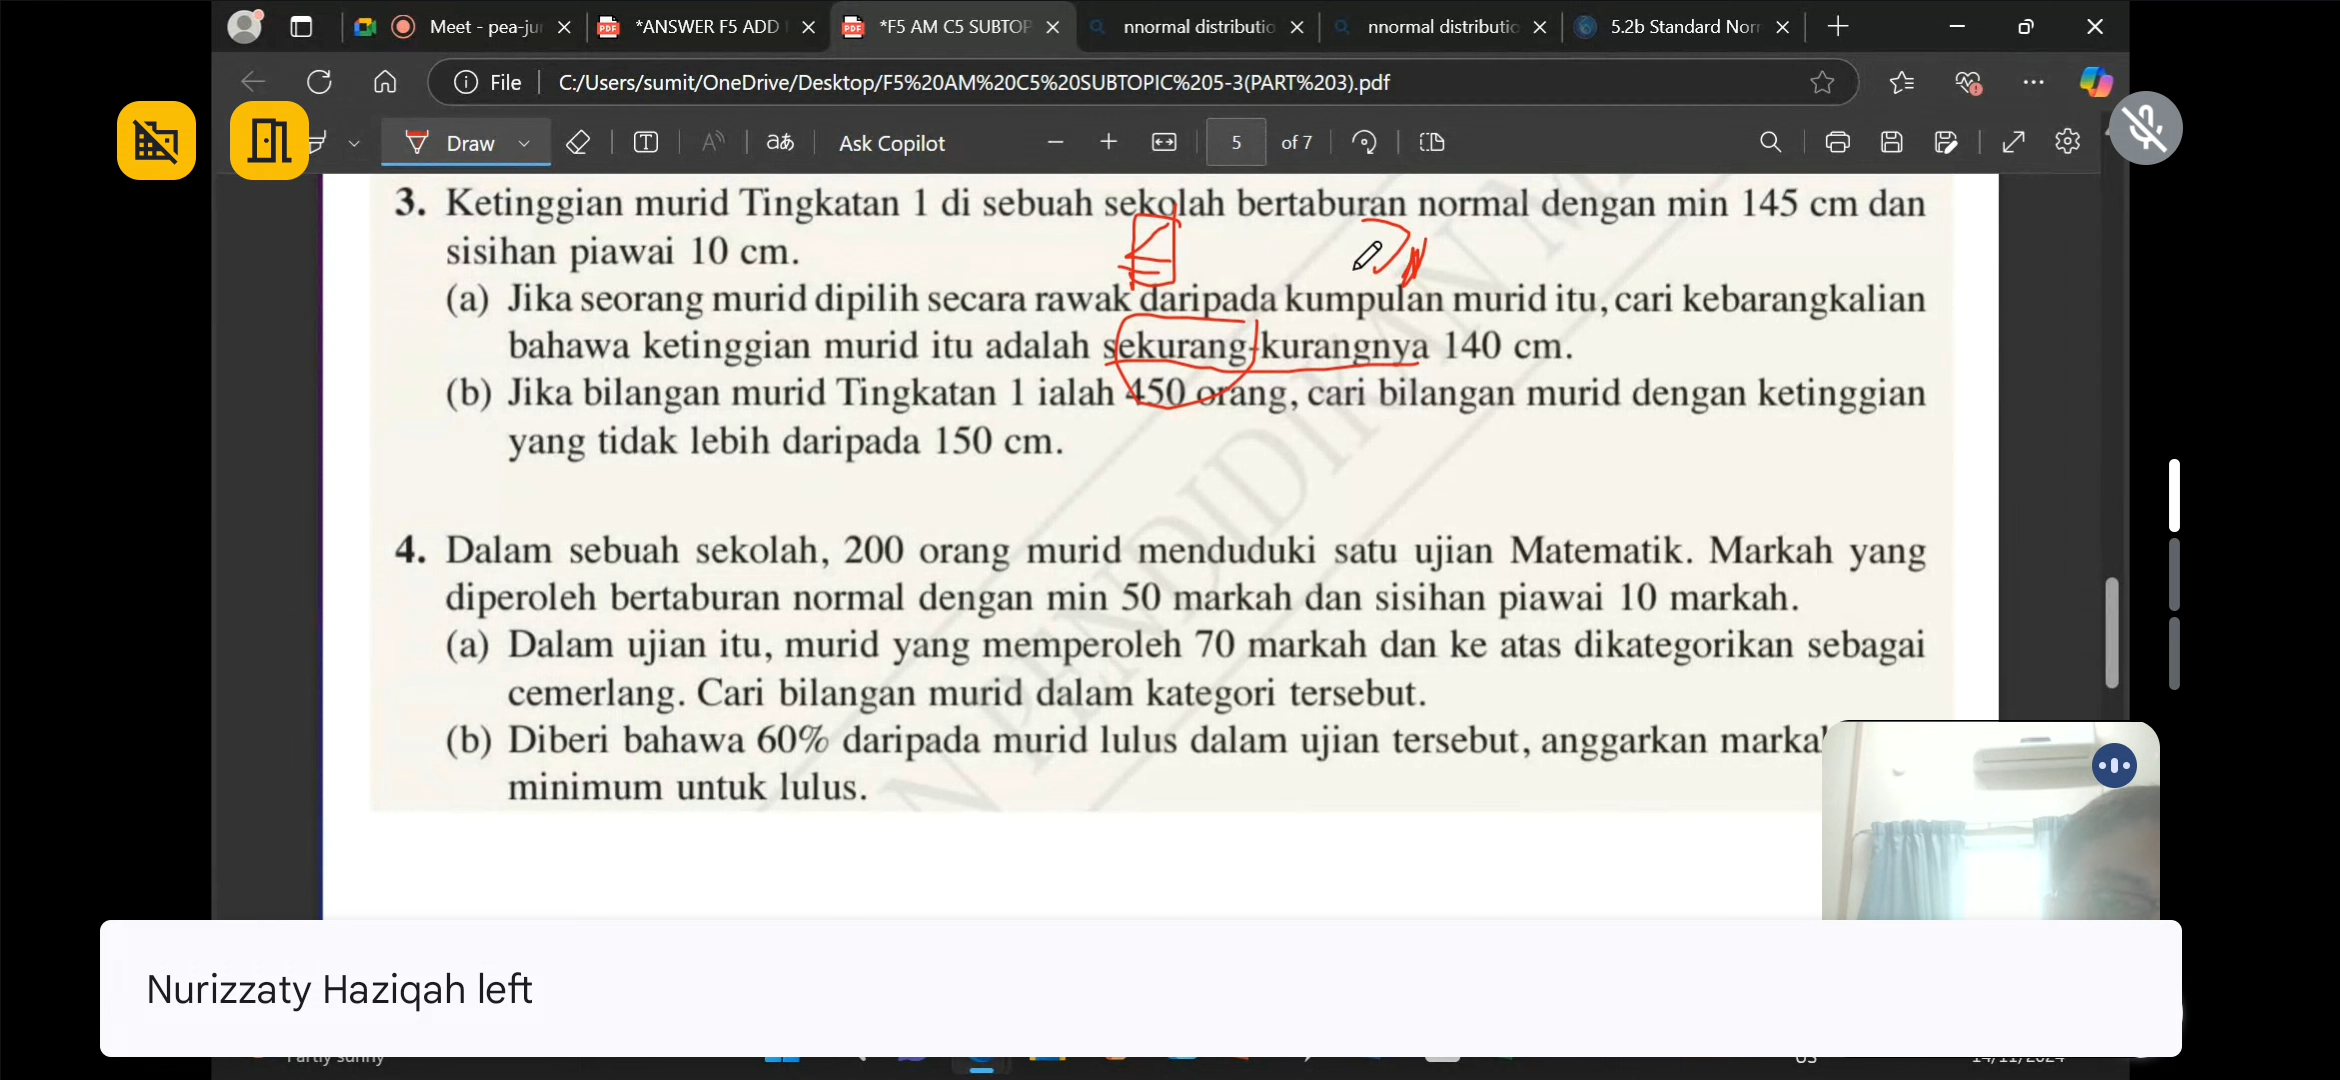 Meet - pea-ju
*ANSWER F5 ADD
*F5 AM C5 SUBTOP
nnormal distributio
nnormal distributio
5.2b Standard Nor
File
C:/Users/sumit/OneDrive/Desktop/F5%20AM%20C5%20SUBTOPIC%205-3(PART%203).pdf
Draw
Ask Copilot
5 of 7
3. Ketinggian murid Tingkatan 1 di sebuah sekolah bertaburan normal dengan min 145 cm dan
sisihan piawai 10 cm.
(a) Jika seorang murid dipilih secara rawak daripada kumpulan murid itu, cari kebarangkalian
bahawa ketinggian murid itu adalah sekurang-kurangnya 140 cm.
(b) Jika bilangan murid Tingkatan 1 ialah 450 orang, cari bilangan murid dengan ketinggian
yang tidak lebih daripada 150 cm.
4. Dalam sebuah sekolah, 200 orang murid menduduki satu ujian Matematik. Markah yang
diperoleh bertaburan normal dengan min 50 markah dan sisihan piawai 10 markah.
(a) Dalam ujian itu, murid yang memperoleh 70 markah dan ke atas dikategorikan sebagai
cemerlang. Cari bilangan murid dalam kategori tersebut.
(b) Diberi bahawa 60% daripada murid lulus dalam ujian tersebut, anggarkan marka
minimum untuk lulus.
Nurizzaty Haziqah left